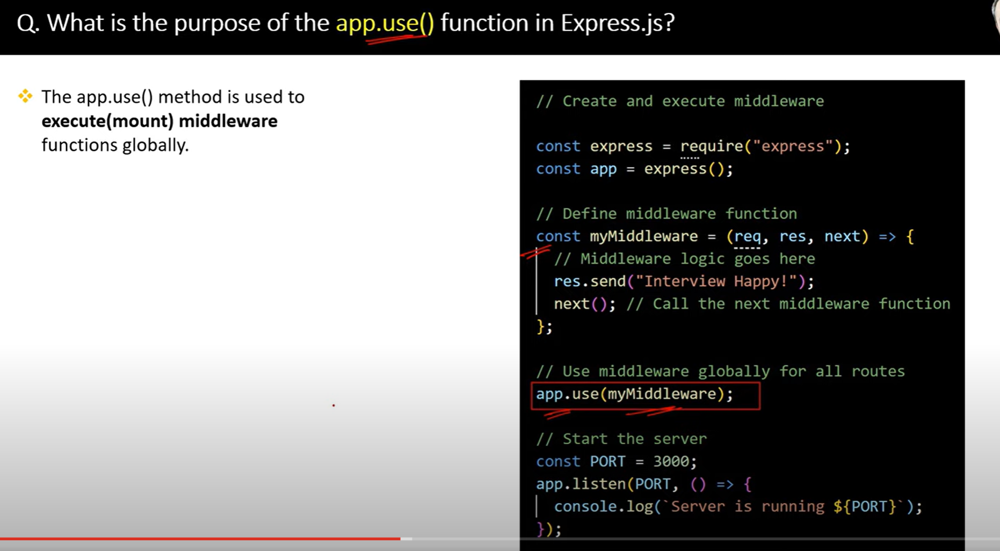 Q. What is the purpose of the app.use() function in Express.js?
The app.use() method is used to
execute(mount) middleware
functions globally.
// Create and execute middleware
const express = require("express");
const app = express();
// Define middleware function
const myMiddleware = (req, res, next) => {
// Middleware logic goes here
res.send("Interview Happy!");
next(); // Call the next middleware function
};
// Use middleware globally for all routes
app.use(myMiddleware);
// Start the server
const PORT = 3000;
app.listen(PORT, () => {
console.log(`Server is running ${PORT}`);
});